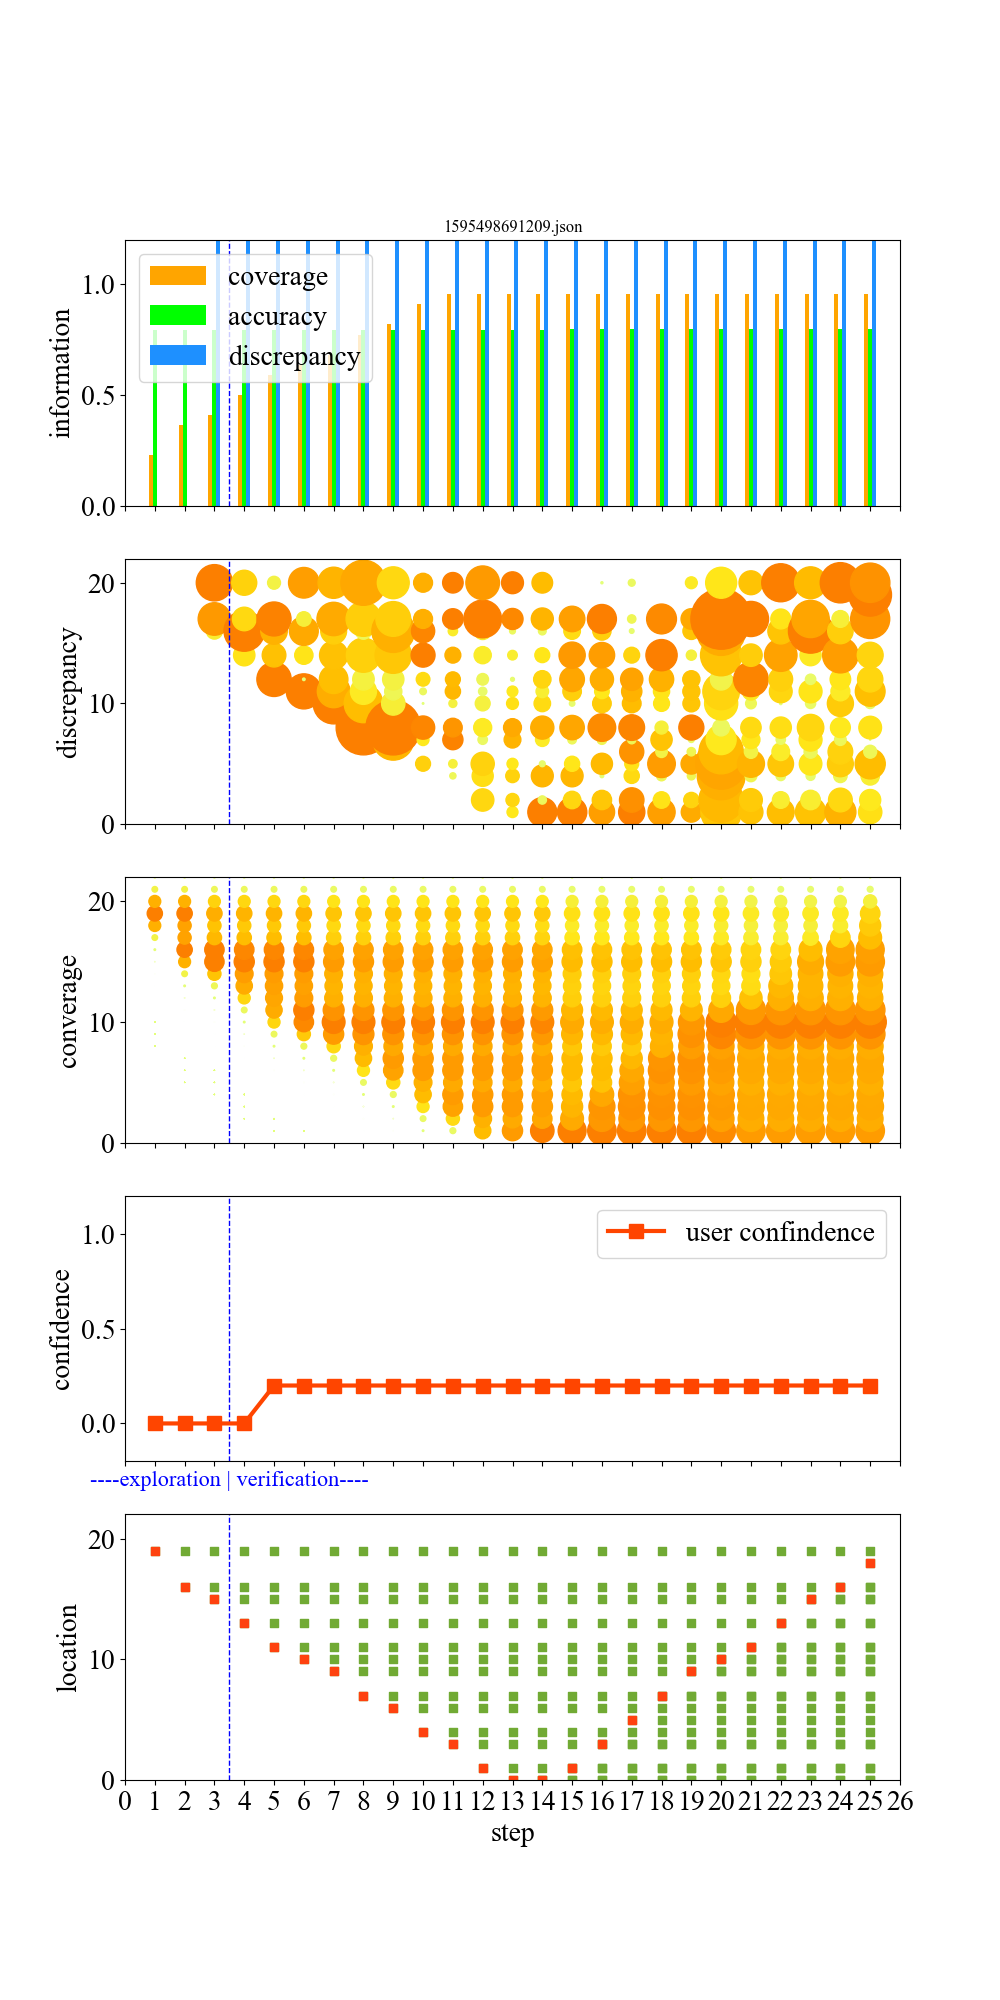 1595498691209.json
information
1.0
0.5
0.0
coverage
accuracy
discrepancy
discrepancy
20
10
0
converage
20
10
0
confidence
1.0
0.5
0.0
user confindence
----exploration | verification----
location
20
10
0
0 1 2 3 4 5 6 7 8 9 10 11 12 13 14 15 16 17 18 19 20 21 22 23 24 25 26
step